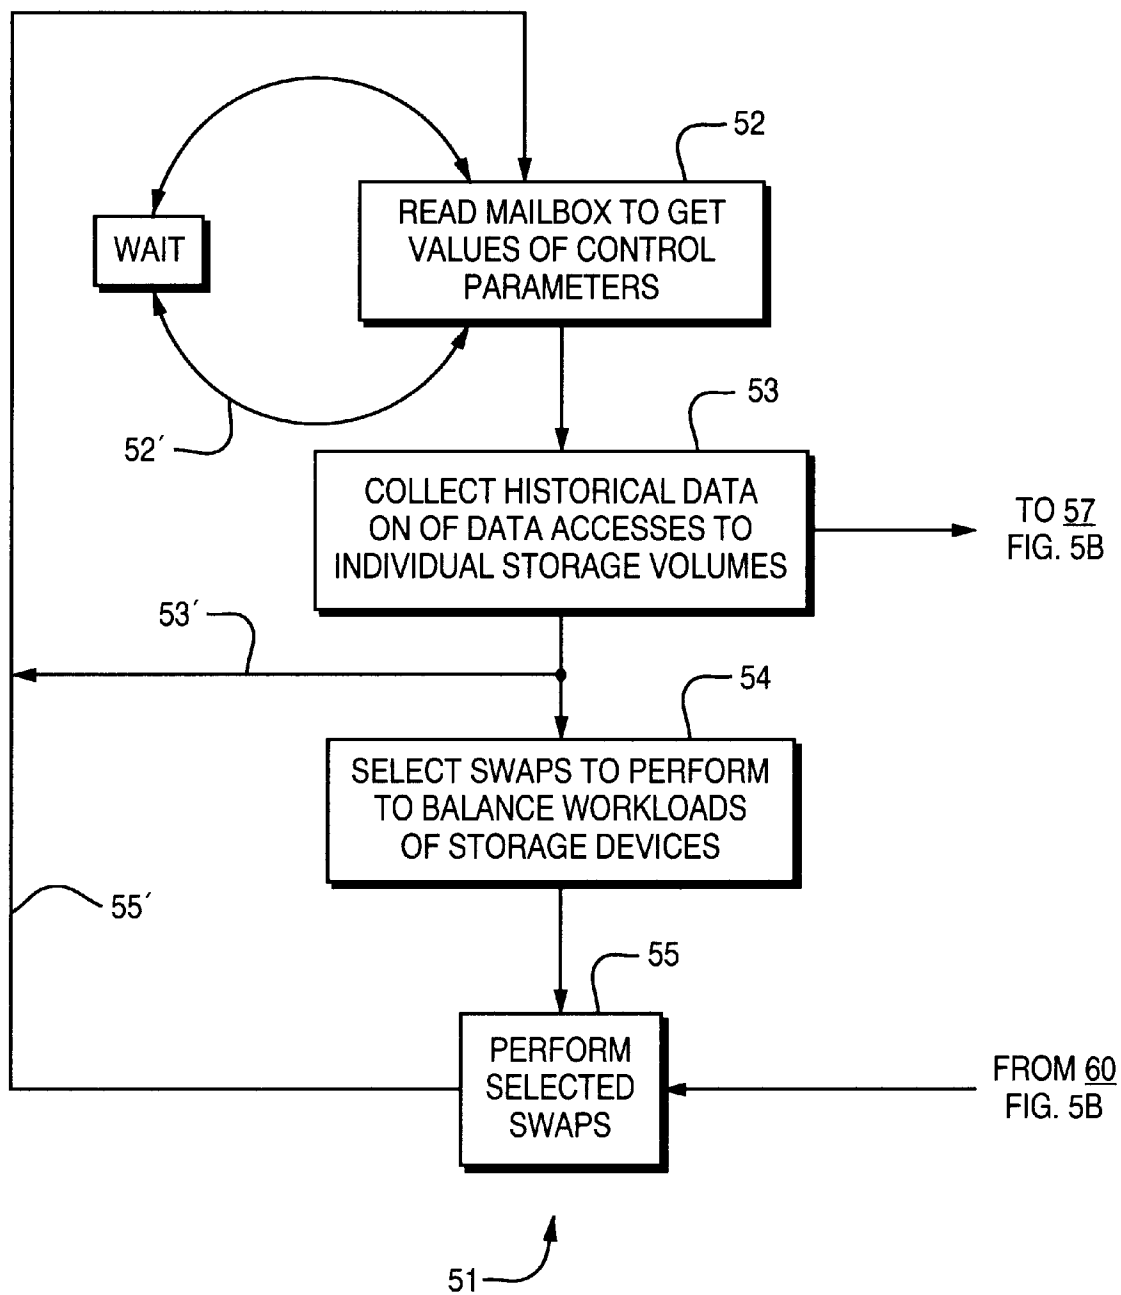 52
READ MAILBOX TO GET
VALUES OF CONTROL
PARAMETERS
WAIT
52′
53
COLLECT HISTORICAL DATA
ON OF DATA ACCESSES TO
INDIVIDUAL STORAGE VOLUMES
TO 57
FIG. 5B
53′
54
SELECT SWAPS TO PERFORM
TO BALANCE WORKLOADS
OF STORAGE DEVICES
55′
55
PERFORM
SELECTED
SWAPS
FROM 60
FIG. 5B
51